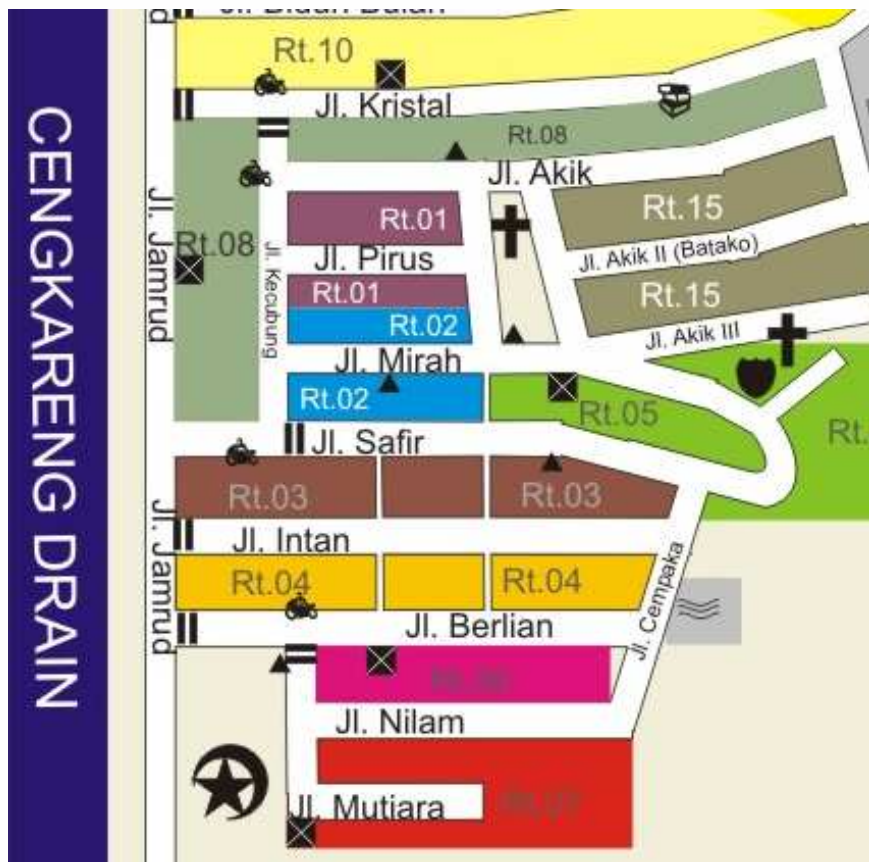 Rt.10
Jl. Kristal
Rt.08
Jl. Akik
CENGKARENG DRAIN
Jl. Jamrud
Rt.08
Jl. Kecubung
Rt.01
Rt.15
Jl. Pirus
Jl. Akik II (Batako)
Rt.01
Rt.15
Rt.02
Jl. Akik III
Jl. Mirah
Rt.02
Rt.05
Rt.
Jl. Safir
Rt.03
Rt.03
Jl. Jamrud
Jl. Intan
Rt.04
Rt.04
Jl. Cempaka
Jl. Berlian
Jl. Nilam
Rt.07
Jl. Mutiara